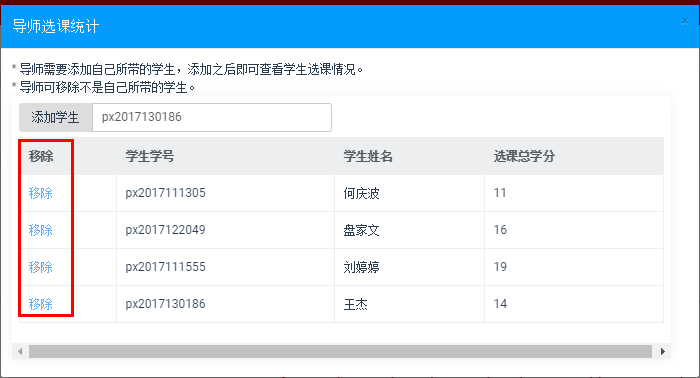 导师选课统计
×
* 导师需要添加自己所带的学生，添加之后即可查看学生选课情况。
* 导师可移除不是自己所带的学生。
添加学生 px2017130186
移除 学生学号 学生姓名 选课总学分
移除 px2017111305 何庆波 11
移除 px2017122049 盘家文 16
移除 px2017111555 刘婷婷 19
移除 px2017130186 王杰 14